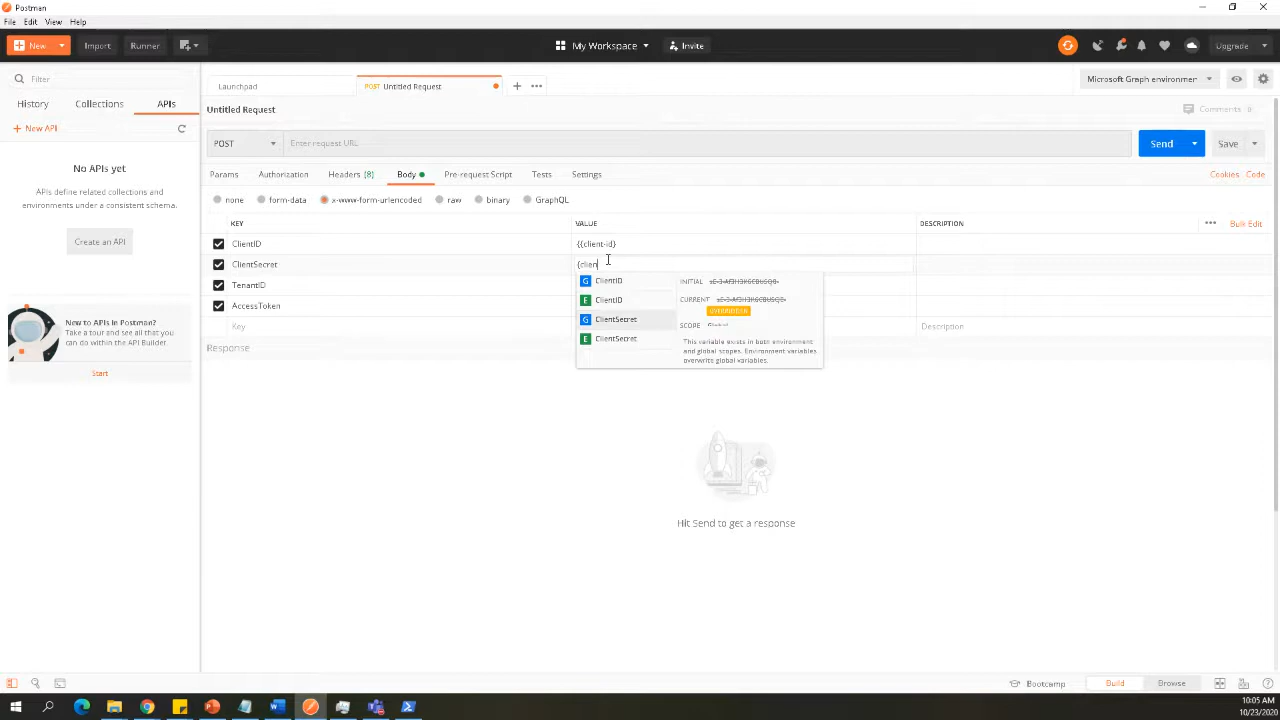 Postman
File Edit View Help
New Import Runner My Workspace Invite Upgrade
Filter Launchpad POST Untitled Request Microsoft Graph environmen
History Collections APIs
Untitled Request Comments 0
+ New API
POST Enter request URL Send Save
No APIs yet
APIs define related collections and
environments under a consistent schema.
Create an API
Params Authorization Headers (8) Body Pre-request Script Tests Settings Cookies Code
none form-data x-www-form-urlencoded raw binary GraphQL
KEY VALUE DESCRIPTION Bulk Edit
ClientID {{client-id}
ClientSecret {clien
TenantID
AccessToken
Key Description
G ClientID
E ClientID
G ClientSecret
E ClientSecret
INITIAL
CURRENT
OVERRIDDEN
SCOPE Global
This variable exists in both environment
and global scopes. Environment variables
overwrite global variables.
Response
New to APIs in Postman?
Take a tour and see all that you
can do within the API Builder.
Start
Hit Send to get a response
Bootcamp Build Browse
10:05 AM
10/23/2020